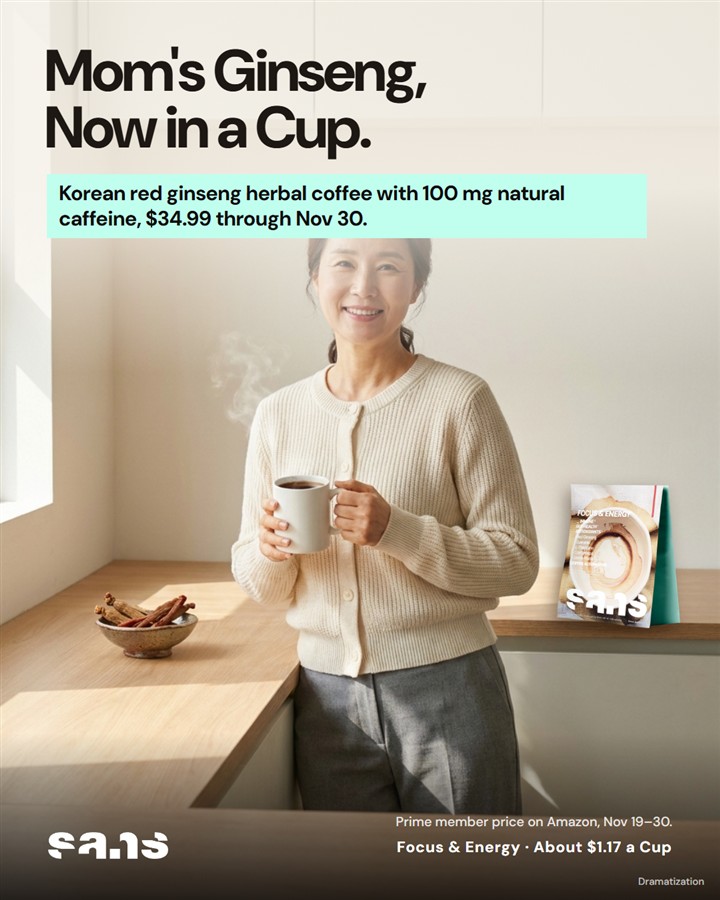 Mom's Ginseng,
Now in a Cup.
Korean red ginseng herbal coffee with 100 mg natural
caffeine, $34.99 through Nov 30.
FOCUS & ENERGY
sans
Prime member price on Amazon, Nov 19–30.
sans
Focus & Energy · About $1.17 a Cup
Dramatization